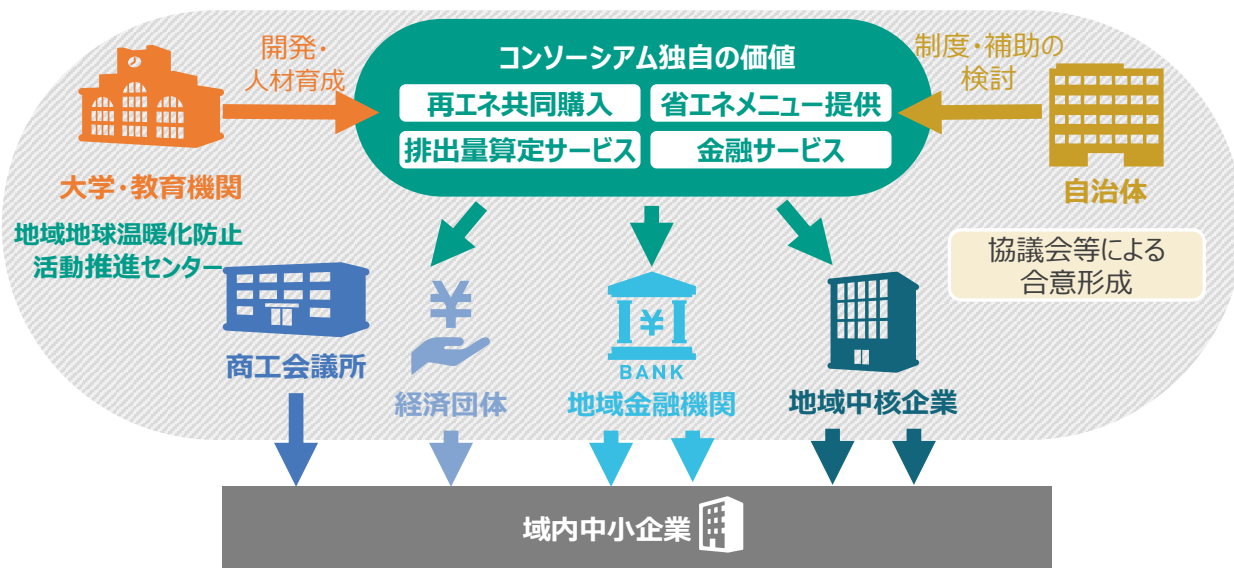 開発・
人材育成
コンソーシアム独自の価値
制度・補助の
検討
再エネ共同購入
省エネメニュー提供
排出量算定サービス
金融サービス
大学・教育機関
自治体
地域地球温暖化防止
活動推進センター
協議会等による
合意形成
¥
¥
BANK
商工会議所
経済団体
地域金融機関
地域中核企業
域内中小企業